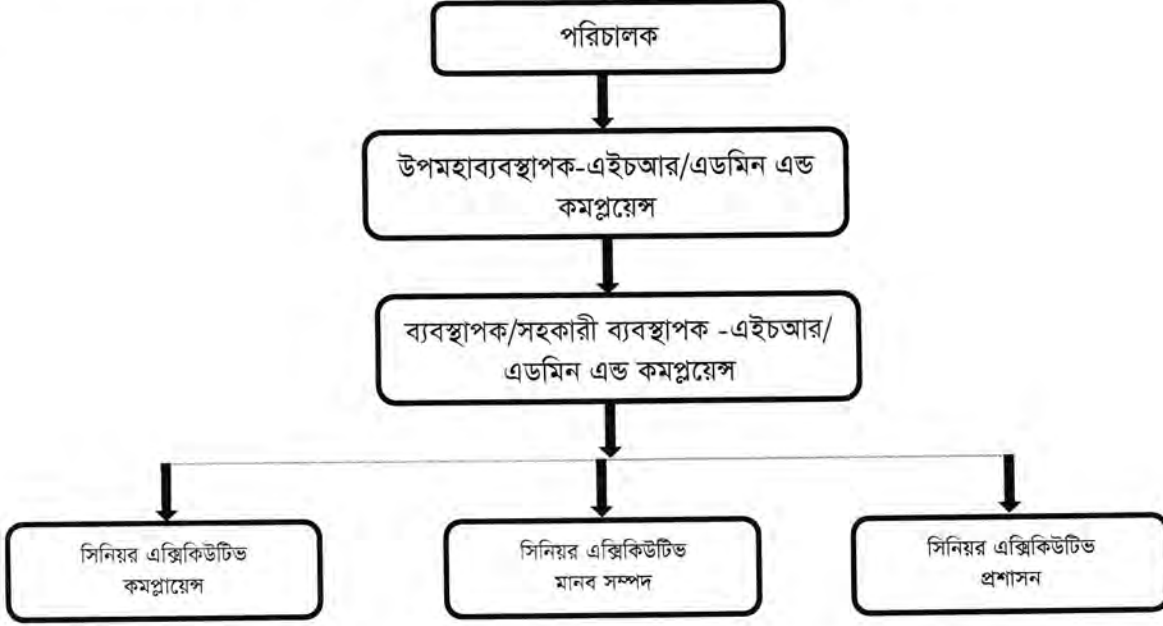 পরিচালক
উপমহাব্যবস্থাপক-এইচআর/এডমিন এন্ড
কমপ্লয়েন্স
ব্যবস্থাপক/সহকারী ব্যবস্থাপক -এইচআর/
এডমিন এন্ড কমপ্লয়েন্স
সিনিয়র এক্সিকিউটিভ
কমপ্লায়েন্স
সিনিয়র এক্সিকিউটিভ
মানব সম্পদ
সিনিয়র এক্সিকিউটিভ
প্রশাসন